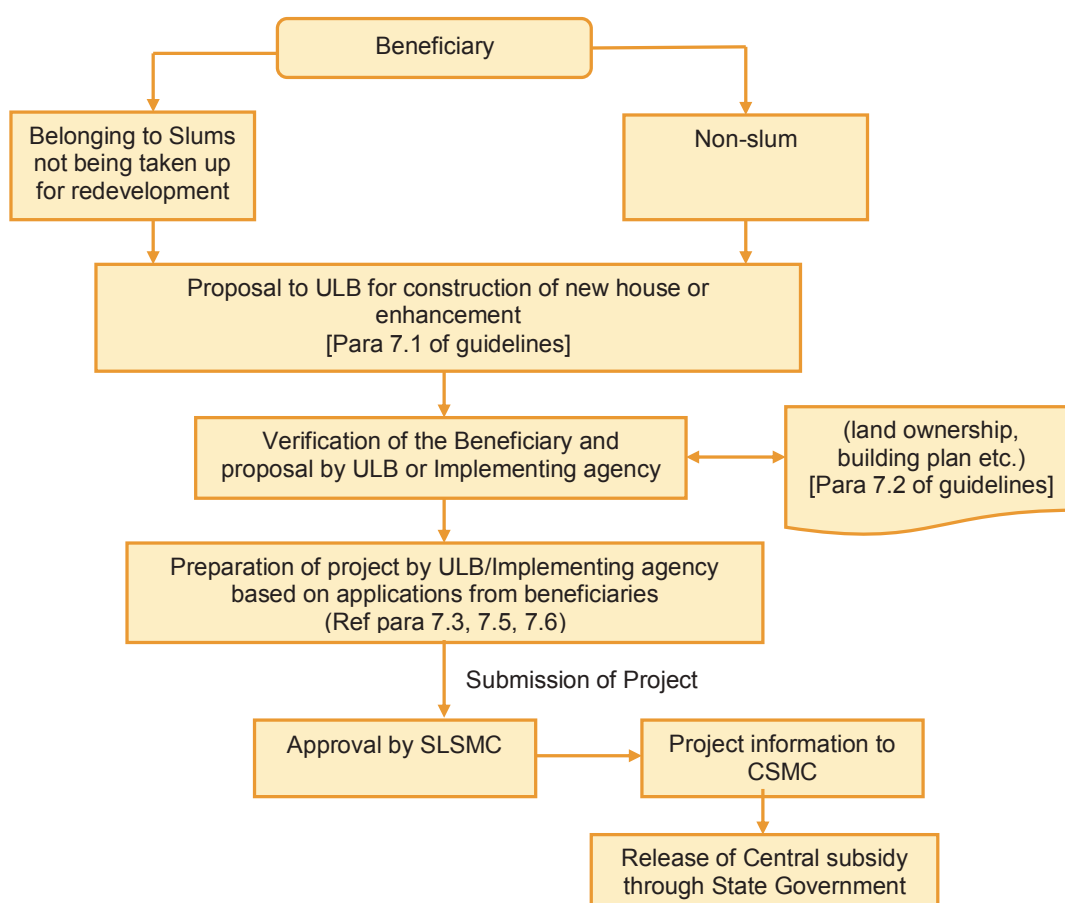 Beneficiary
Belonging to Slums
not being taken up
for redevelopment
Non-slum
Proposal to ULB for construction of new house or
enhancement
[Para 7.1 of guidelines]
Verification of the Beneficiary and
proposal by ULB or Implementing agency
(land ownership,
building plan etc.)
[Para 7.2 of guidelines]
Preparation of project by ULB/Implementing agency
based on applications from beneficiaries
(Ref para 7.3, 7.5, 7.6)
Submission of Project
Approval by SLSMC
Project information to
CSMC
Release of Central subsidy
through State Government